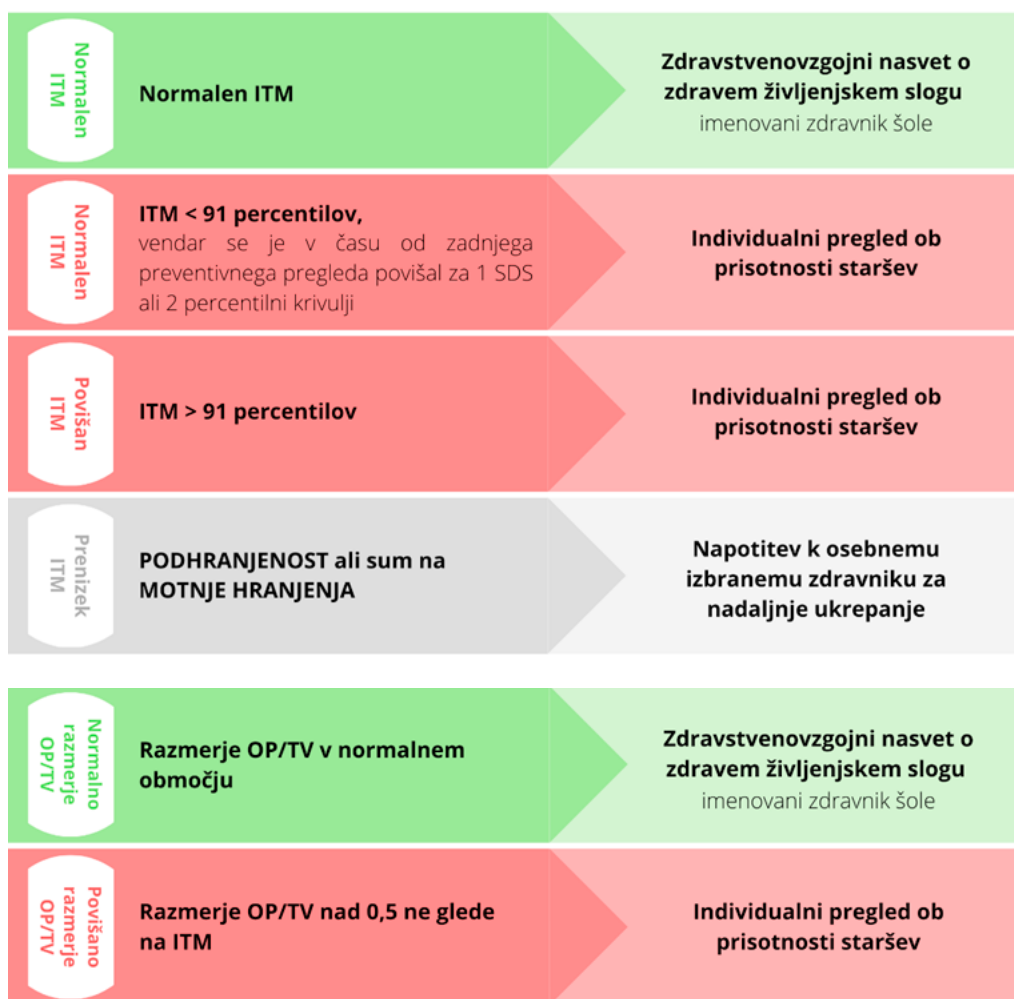 Normalen
ITM
Normalen ITM
Zdravstvenovzgojni nasvet o
zdravem življenjskem slogu
imenovani zdravnik šole
Normalen
ITM
ITM < 91 percentilov,
vendar se je v času od zadnjega
preventivnega pregleda povišal za 1 SDS
ali 2 percentilni krivulji
Individualni pregled ob
prisotnosti staršev
Povišan
ITM
ITM > 91 percentilov
Individualni pregled ob
prisotnosti staršev
Prenizek
ITM
PODHRANJENOST ali sum na
MOTNJE HRANJENJA
Napotitev k osebnemu
izbranemu zdravniku za
nadaljnje ukrepanje
Normalno
razmerje
OP/TV
Razmerje OP/TV v normalnem
območju
Zdravstvenovzgojni nasvet o
zdravem življenjskem slogu
imenovani zdravnik šole
Povišano
razmerje
OP/TV
Razmerje OP/TV nad 0,5 ne glede
na ITM
Individualni pregled ob
prisotnosti staršev